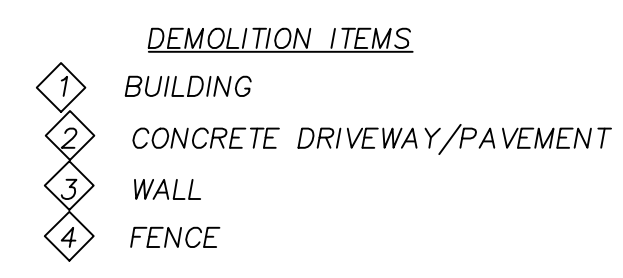 DEMOLITION ITEMS
1 BUILDING
2 CONCRETE DRIVEWAY/PAVEMENT
3 WALL
4 FENCE